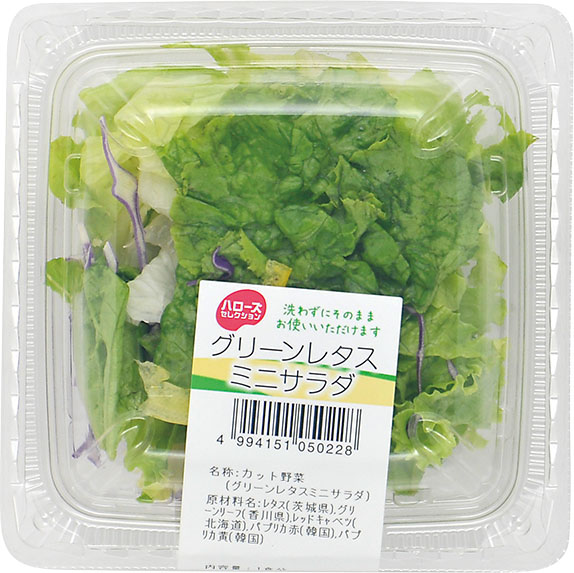 ハローズ
セレクション
洗わずにそのまま
お使いいただけます
グリーンレタス
ミニサラダ
4 994151 050228
名称:カット野菜
(グリーンレタスミニサラダ)
原材料名:レタス(茨城県),グリ
ーンリーフ(香川県),レッドキャベツ(
北海道),パプリカ赤(韓国),パプ
リカ黄(韓国)